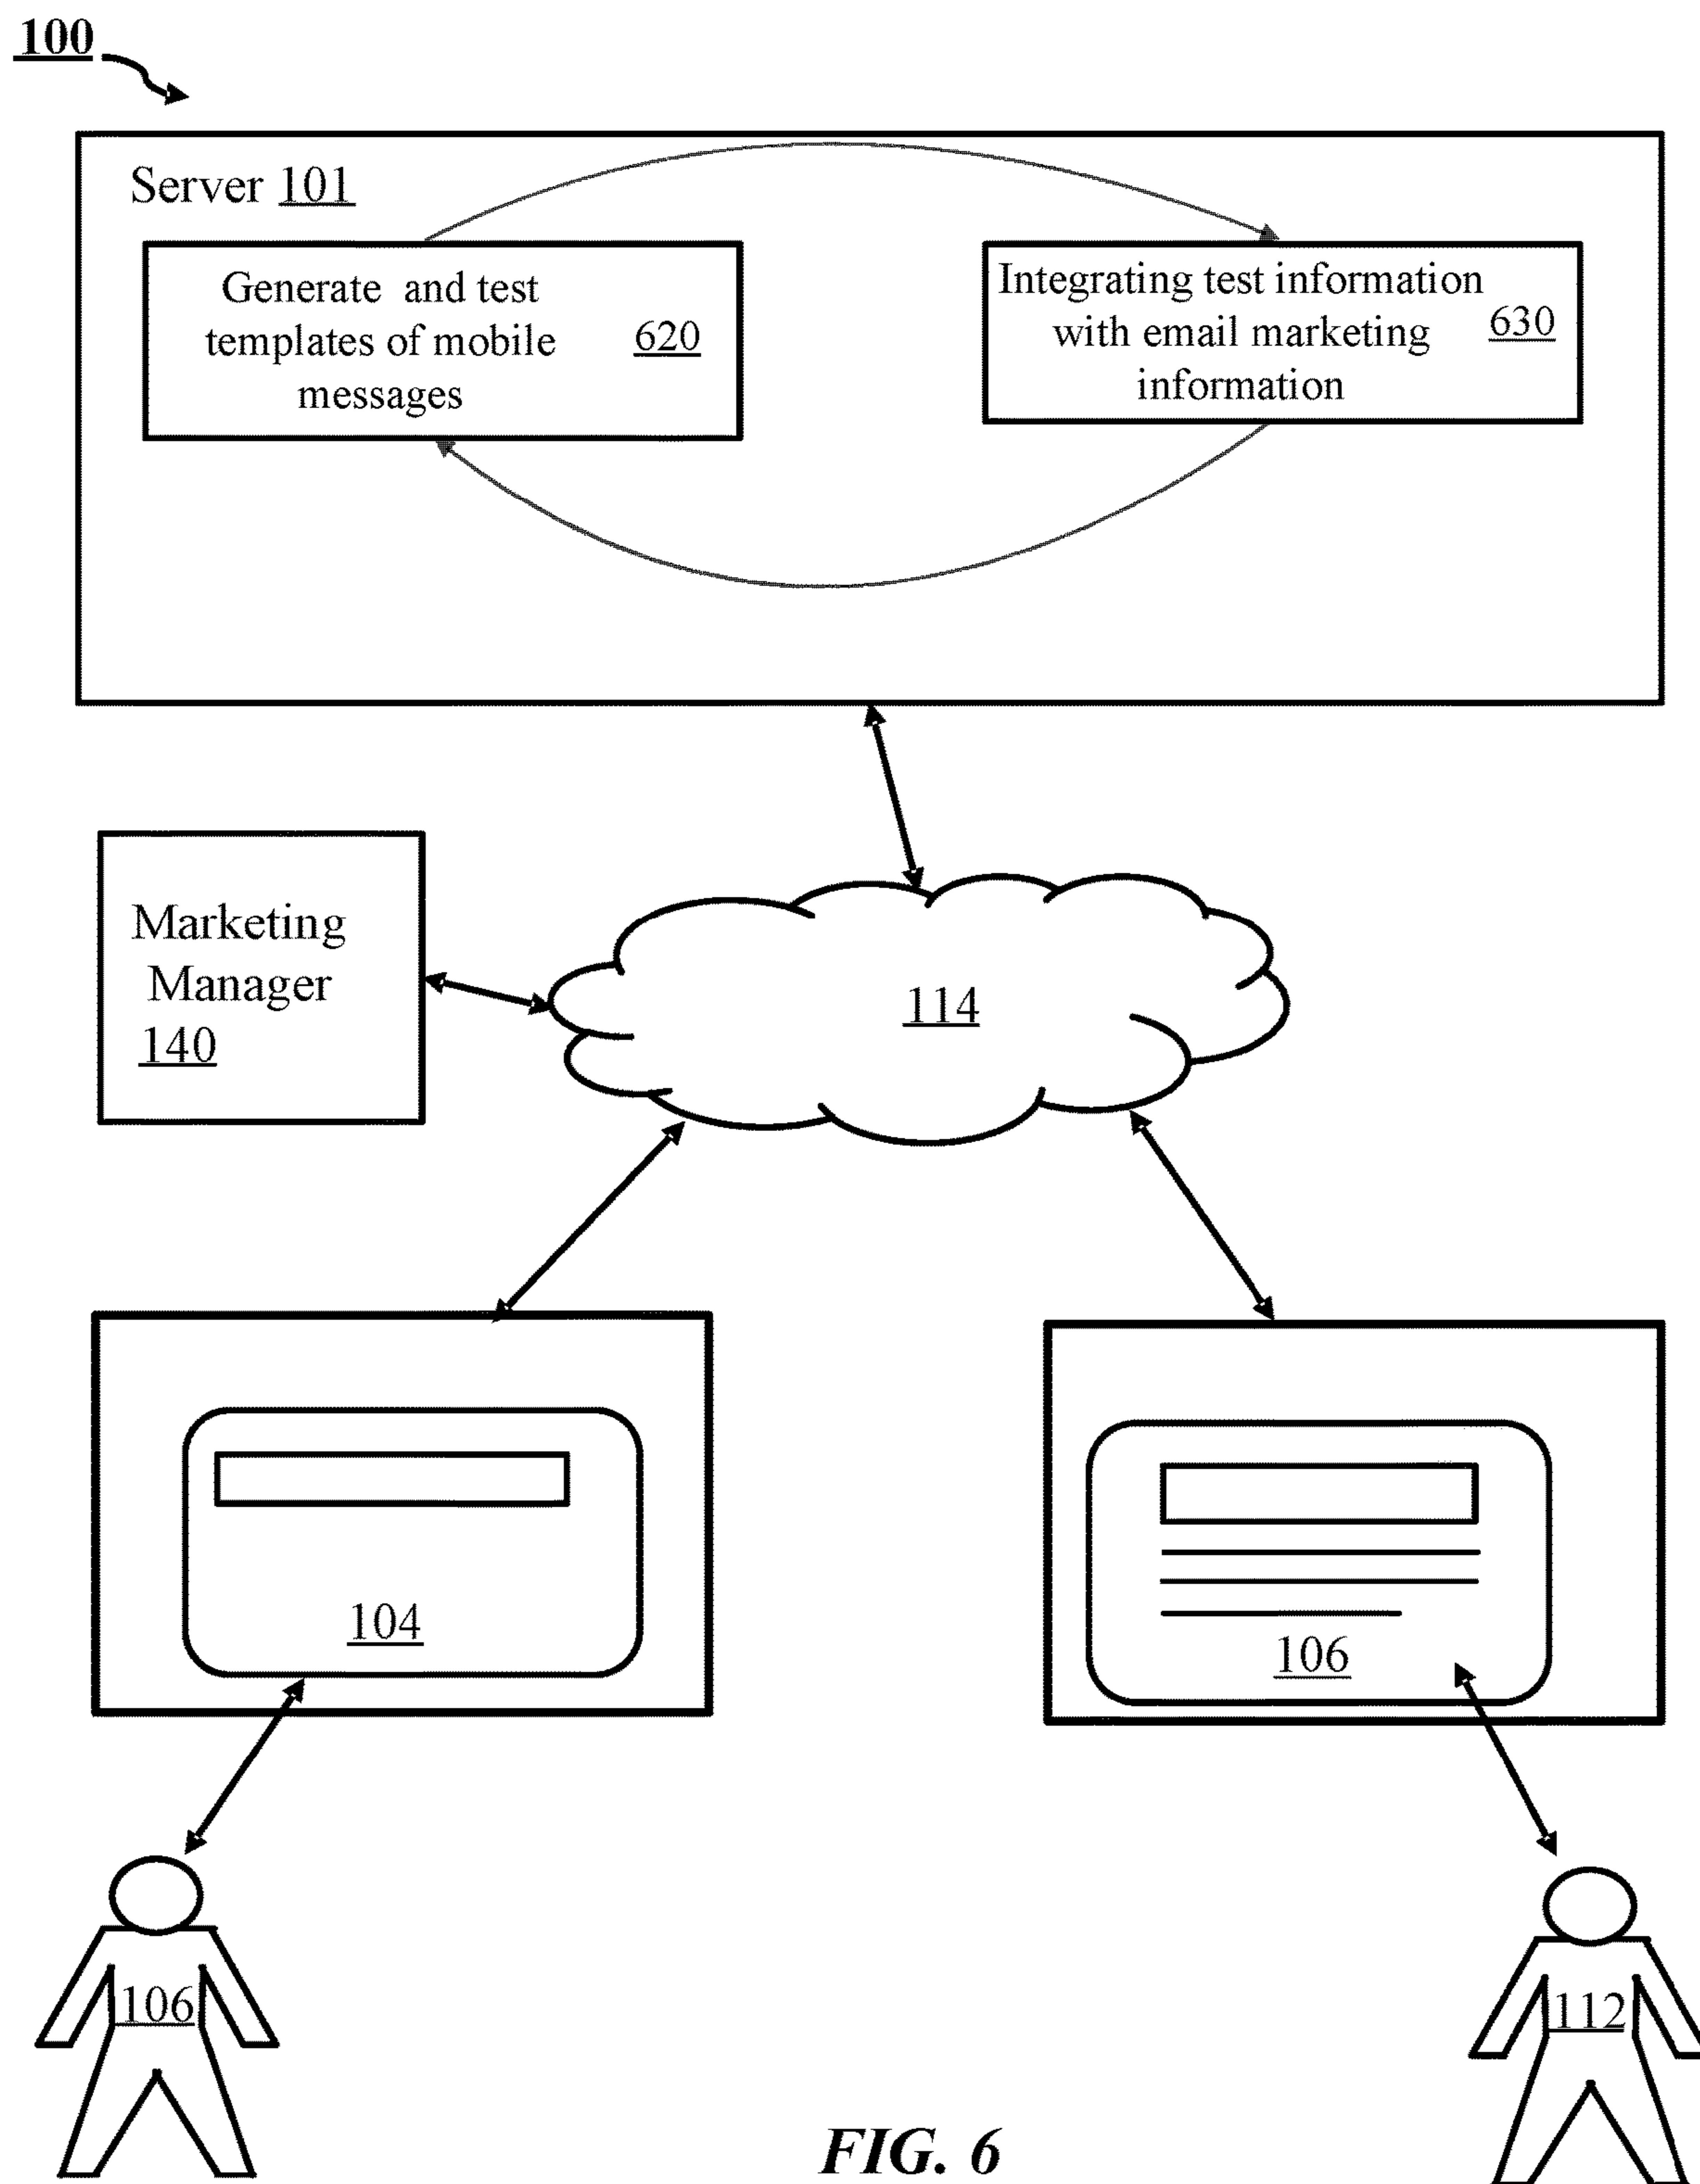 100
Server 101
Generate and test
templates of mobile
messages
620
Integrating test information
with email marketing
information
630
Marketing
Manager
140
114
104
106
106
112
FIG. 6